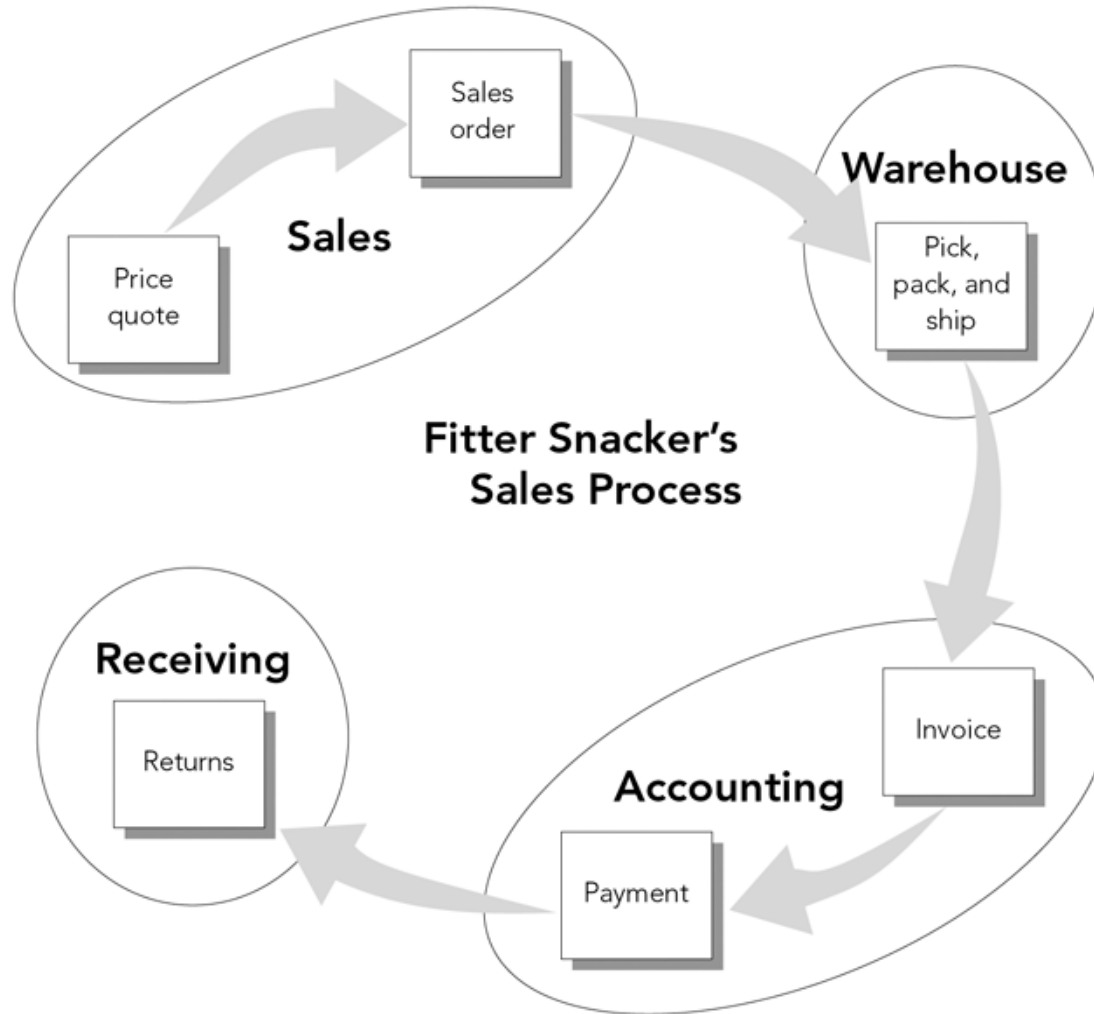 Sales
order
Sales
Price
quote
Warehouse
Pick,
pack, and
ship
Fitter Snacker’s
Sales Process
Receiving
Returns
Invoice
Accounting
Payment